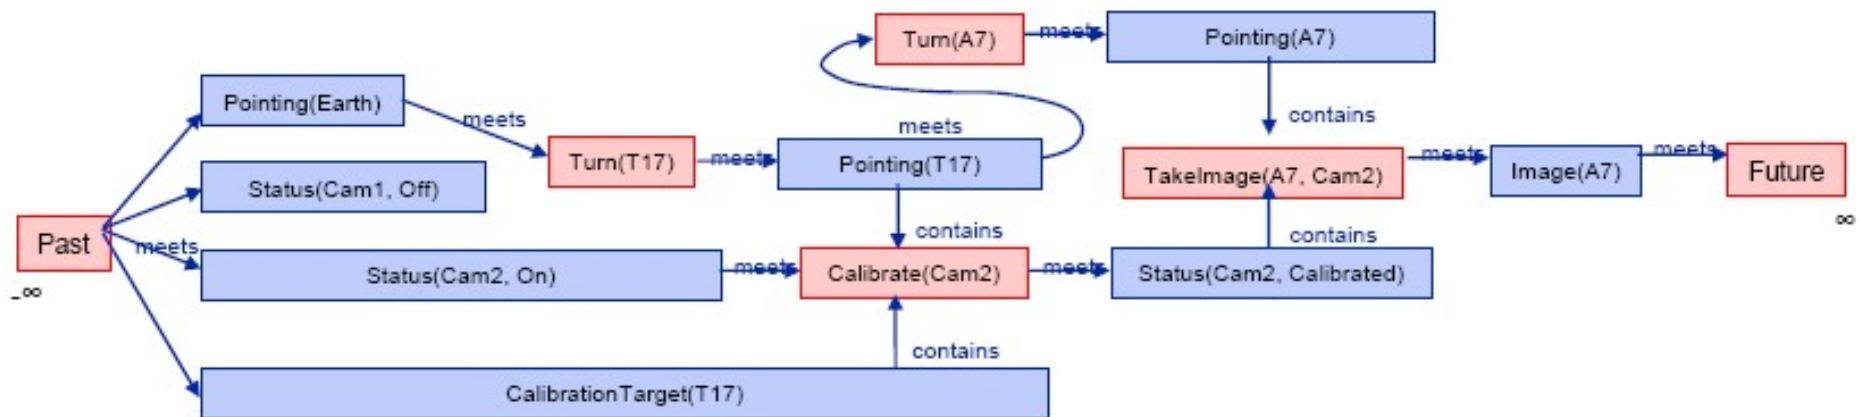 Turn(A7)
meets
Pointing(A7)
Pointing(Earth)
meets
contains
meets
Turn(T17)
meets
Pointing(T17)
TakeImage(A7, Cam2)
meets
Image(A7)
meets
Future
∞
Status(Cam1, Off)
Past
-∞
meets
contains
contains
Status(Cam2, On)
meets
Calibrate(Cam2)
meets
Status(Cam2, Calibrated)
contains
CalibrationTarget(T17)